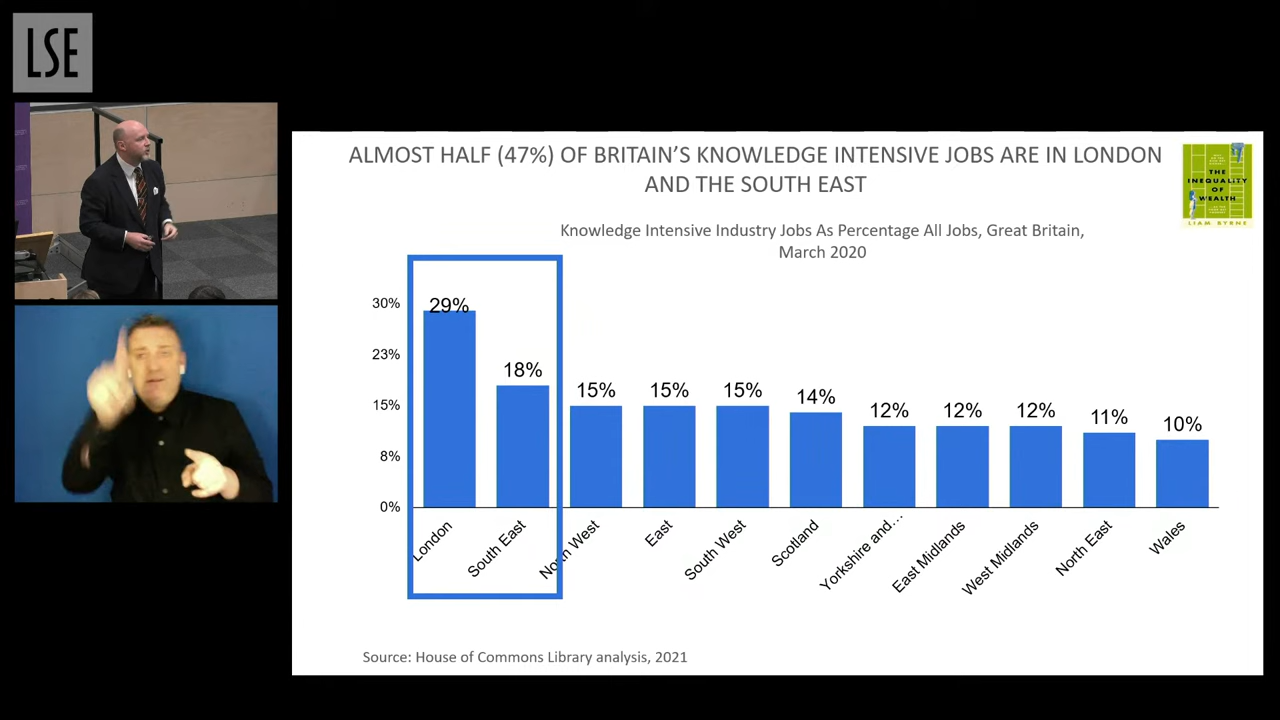 LSE
ALMOST HALF (47%) OF BRITAIN'S KNOWLEDGE INTENSIVE JOBS ARE IN LONDON
AND THE SOUTH EAST
THE
INEQUALITY
OF
WEALTH
LIAM BYRNE
Knowledge Intensive Industry Jobs As Percentage All Jobs, Great Britain,
March 2020
30%
23%
15%
8%
0%
29%
18%
15%
15%
15%
14%
12%
12%
12%
11%
10%
London
South East
North West
East
South West
Scotland
Yorkshire and...
East Midlands
West Midlands
North East
Wales
Source: House of Commons Library analysis, 2021